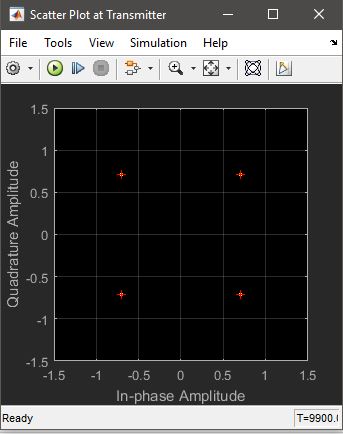 Scatter Plot at Transmitter
File Tools View Simulation Help
1.5
1
0.5
0
-0.5
-1
-1.5
Quadrature Amplitude
-1.5 -1 -0.5 0 0.5 1 1.5
In-phase Amplitude
Ready T=9900.